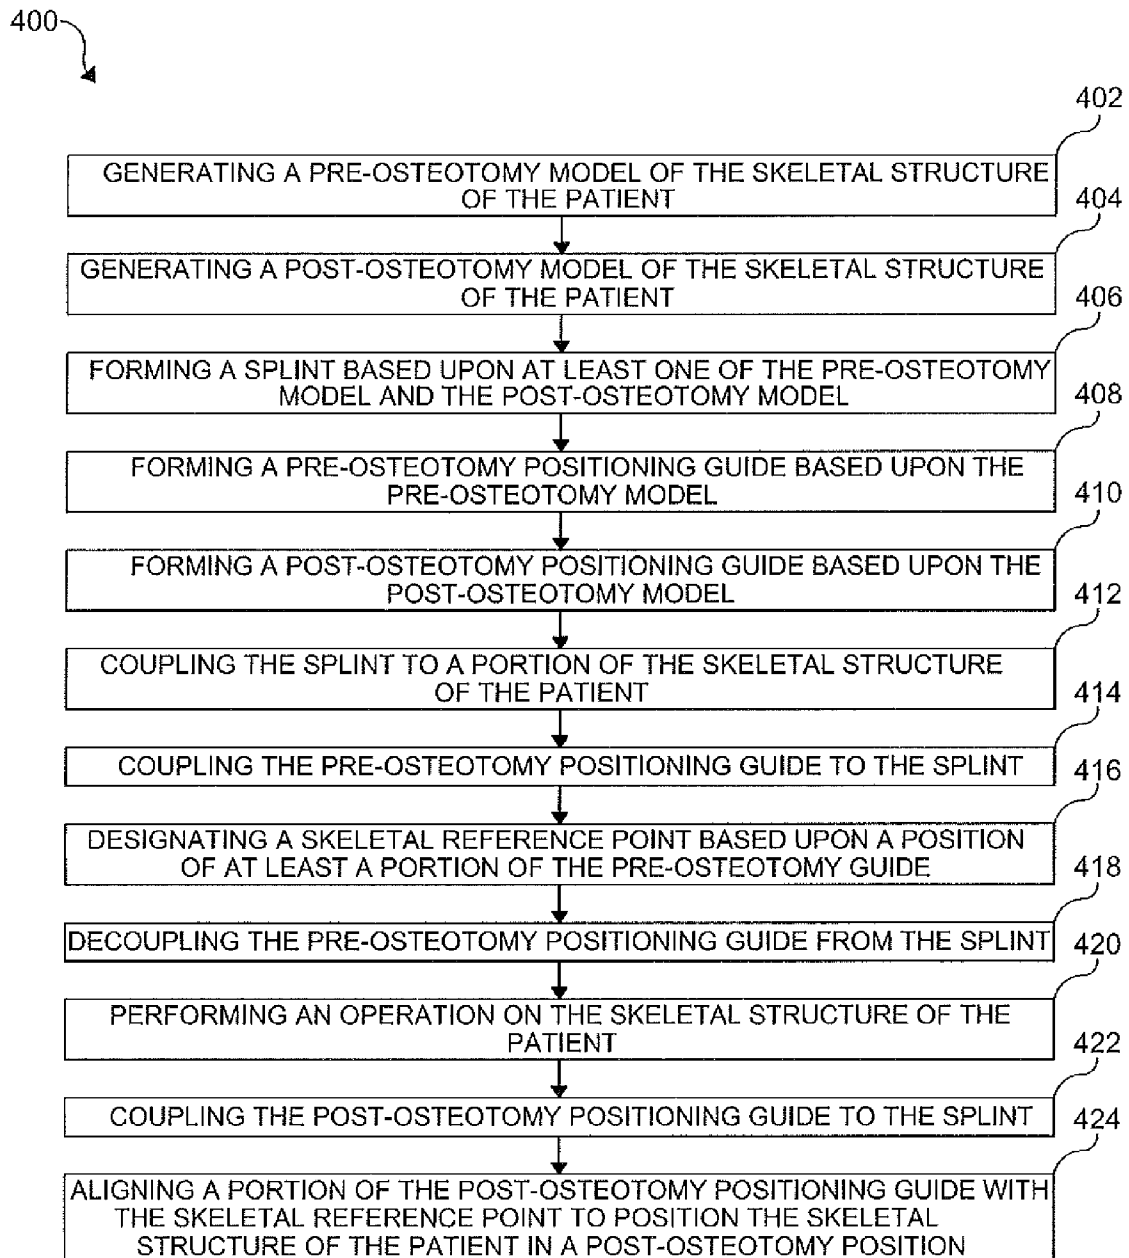 400
402
GENERATING A PRE-OSTEOTOMY MODEL OF THE SKELETAL STRUCTURE
OF THE PATIENT
404
GENERATING A POST-OSTEOTOMY MODEL OF THE SKELETAL STRUCTURE
OF THE PATIENT
406
FORMING A SPLINT BASED UPON AT LEAST ONE OF THE PRE-OSTEOTOMY
MODEL AND THE POST-OSTEOTOMY MODEL
408
FORMING A PRE-OSTEOTOMY POSITIONING GUIDE BASED UPON THE
PRE-OSTEOTOMY MODEL
410
FORMING A POST-OSTEOTOMY POSITIONING GUIDE BASED UPON THE
POST-OSTEOTOMY MODEL
412
COUPLING THE SPLINT TO A PORTION OF THE SKELETAL STRUCTURE
OF THE PATIENT
414
COUPLING THE PRE-OSTEOTOMY POSITIONING GUIDE TO THE SPLINT
416
DESIGNATING A SKELETAL REFERENCE POINT BASED UPON A POSITION
OF AT LEAST A PORTION OF THE PRE-OSTEOTOMY GUIDE
418
DECOUPLING THE PRE-OSTEOTOMY POSITIONING GUIDE FROM THE SPLINT
420
PERFORMING AN OPERATION ON THE SKELETAL STRUCTURE OF THE
PATIENT
422
COUPLING THE POST-OSTEOTOMY POSITIONING GUIDE TO THE SPLINT
424
ALIGNING A PORTION OF THE POST-OSTEOTOMY POSITIONING GUIDE WITH
THE SKELETAL REFERENCE POINT TO POSITION THE SKELETAL
STRUCTURE OF THE PATIENT IN A POST-OSTEOTOMY POSITION